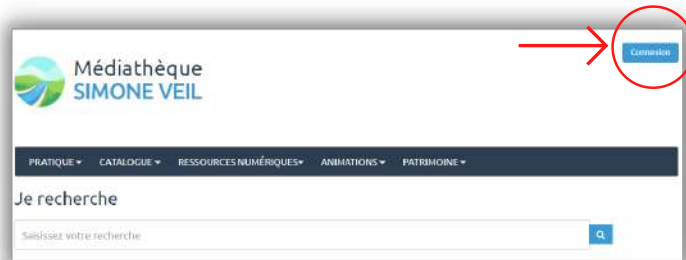 Connexion
Médiathèque
SIMONE VEIL
PRATIQUE CATALOGUE RESSOURCES NUMÉRIQUES ANIMATIONS PATRIMOINE
Je recherche
Saisissez votre recherche